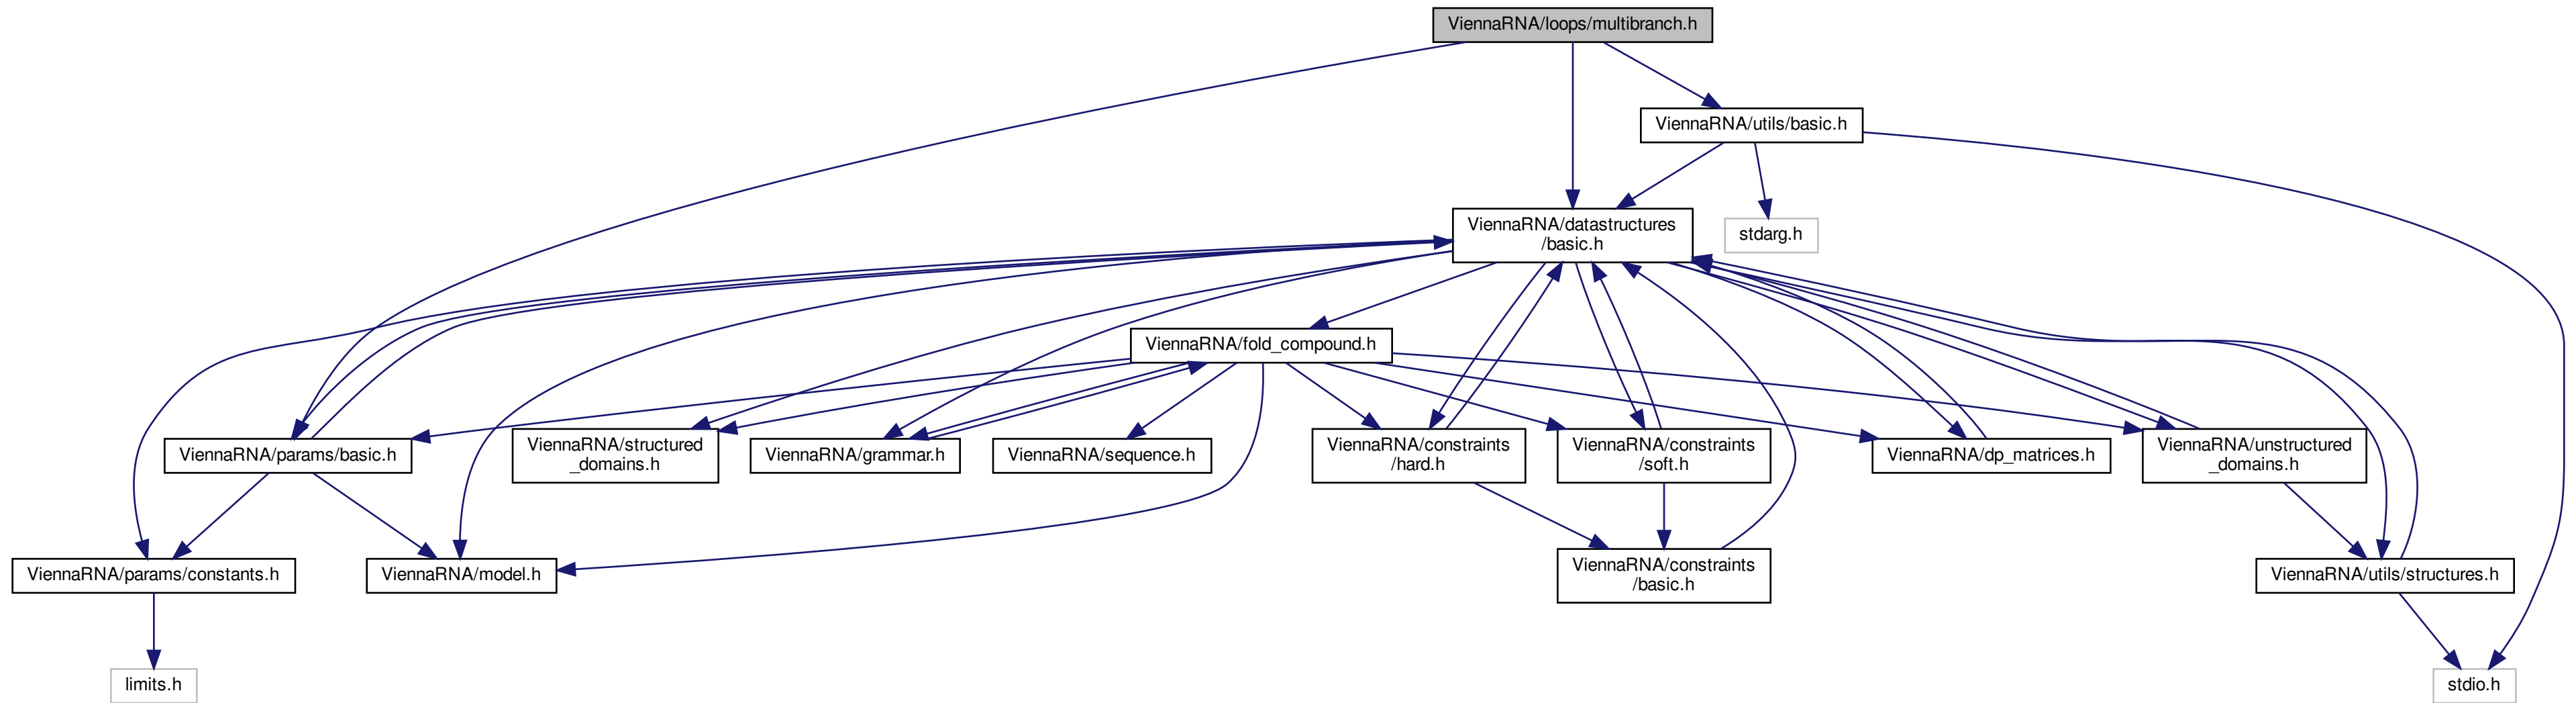 ViennaRNA/loops/multibranch.h
ViennaRNA/utils/basic.h
ViennaRNA/datastructures
/basic.h
stdarg.h
ViennaRNA/fold_compound.h
ViennaRNA/params/basic.h
ViennaRNA/structured
_domains.h
ViennaRNA/grammar.h
ViennaRNA/sequence.h
ViennaRNA/constraints
/hard.h
ViennaRNA/constraints
/soft.h
ViennaRNA/dp_matrices.h
ViennaRNA/unstructured
_domains.h
ViennaRNA/params/constants.h
ViennaRNA/model.h
ViennaRNA/constraints
/basic.h
ViennaRNA/utils/structures.h
limits.h
stdio.h